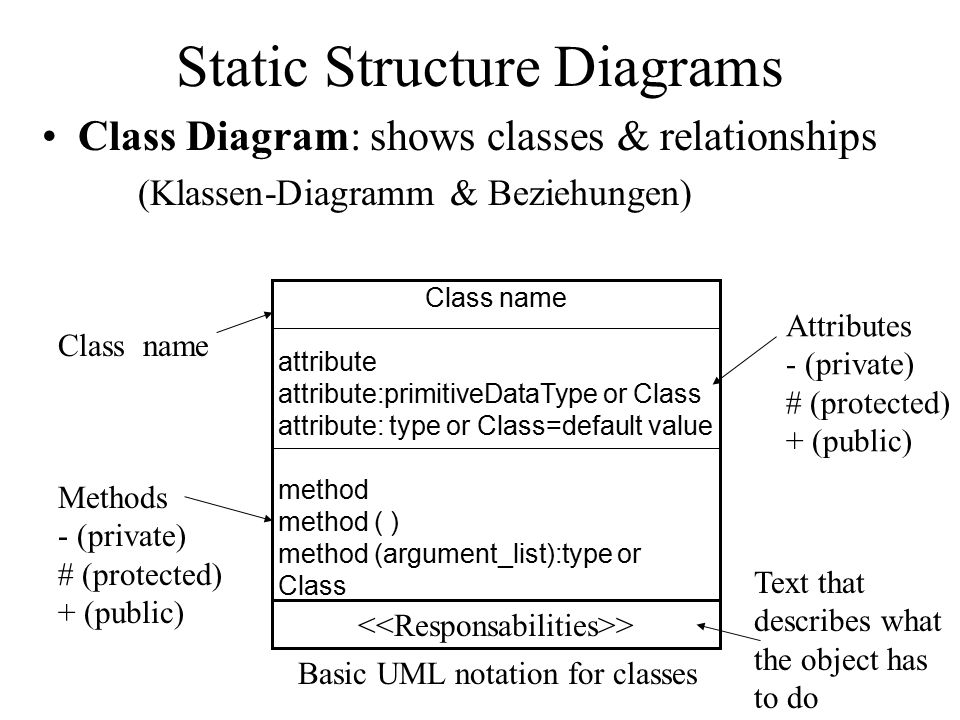 Static Structure Diagrams
• Class Diagram: shows classes & relationships
(Klassen-Diagramm & Beziehungen)
Class name
Class name
attribute
attribute:primitiveDataType or Class
attribute: type or Class=default value
Attributes
- (private)
# (protected)
+ (public)
Methods
- (private)
# (protected)
+ (public)
method
method ( )
method (argument_list):type or
Class
<<Responsabilities>>
Text that
describes what
the object has
to do
Basic UML notation for classes